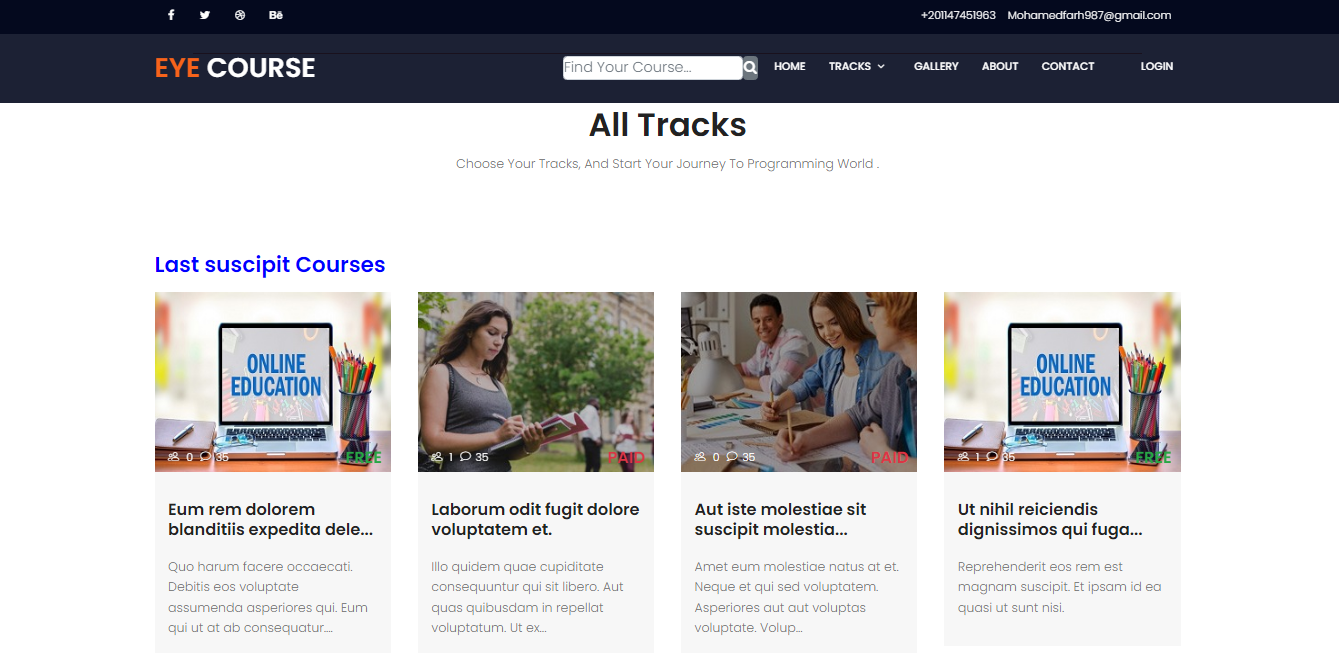 Bē
+201147451963 Mohamedfarh987@gmail.com
EYE COURSE
Find Your Course...
HOME TRACKS GALLERY ABOUT CONTACT LOGIN
All Tracks
Choose Your Tracks, And Start Your Journey To Programming World .
Last suscipit Courses
ONLINE
EDUCATION
0 35 FREE
1 35 PAID
0 35 PAID
ONLINE
EDUCATION
1 35 FREE
Eum rem dolorem
blanditiis expedita dele...
Quo harum facere occaecati.
Debitis eos voluptate
assumenda asperiores qui. Eum
qui ut at ab consequatur....
Laborum odit fugit dolore
voluptatem et.
Illo quidem quae cupiditate
consequuntur qui sit libero. Aut
quas quibusdam in repellat
voluptatum. Ut ex...
Aut iste molestiae sit
suscipit molestia...
Amet eum molestiae natus at et.
Neque et qui sed voluptatem.
Asperiores aut aut voluptas
voluptate. Volup...
Ut nihil reiciendis
dignissimos qui fuga...
Reprehenderit eos rem est
magnam suscipit. Et ipsam id ea
quasi ut sunt nisi.